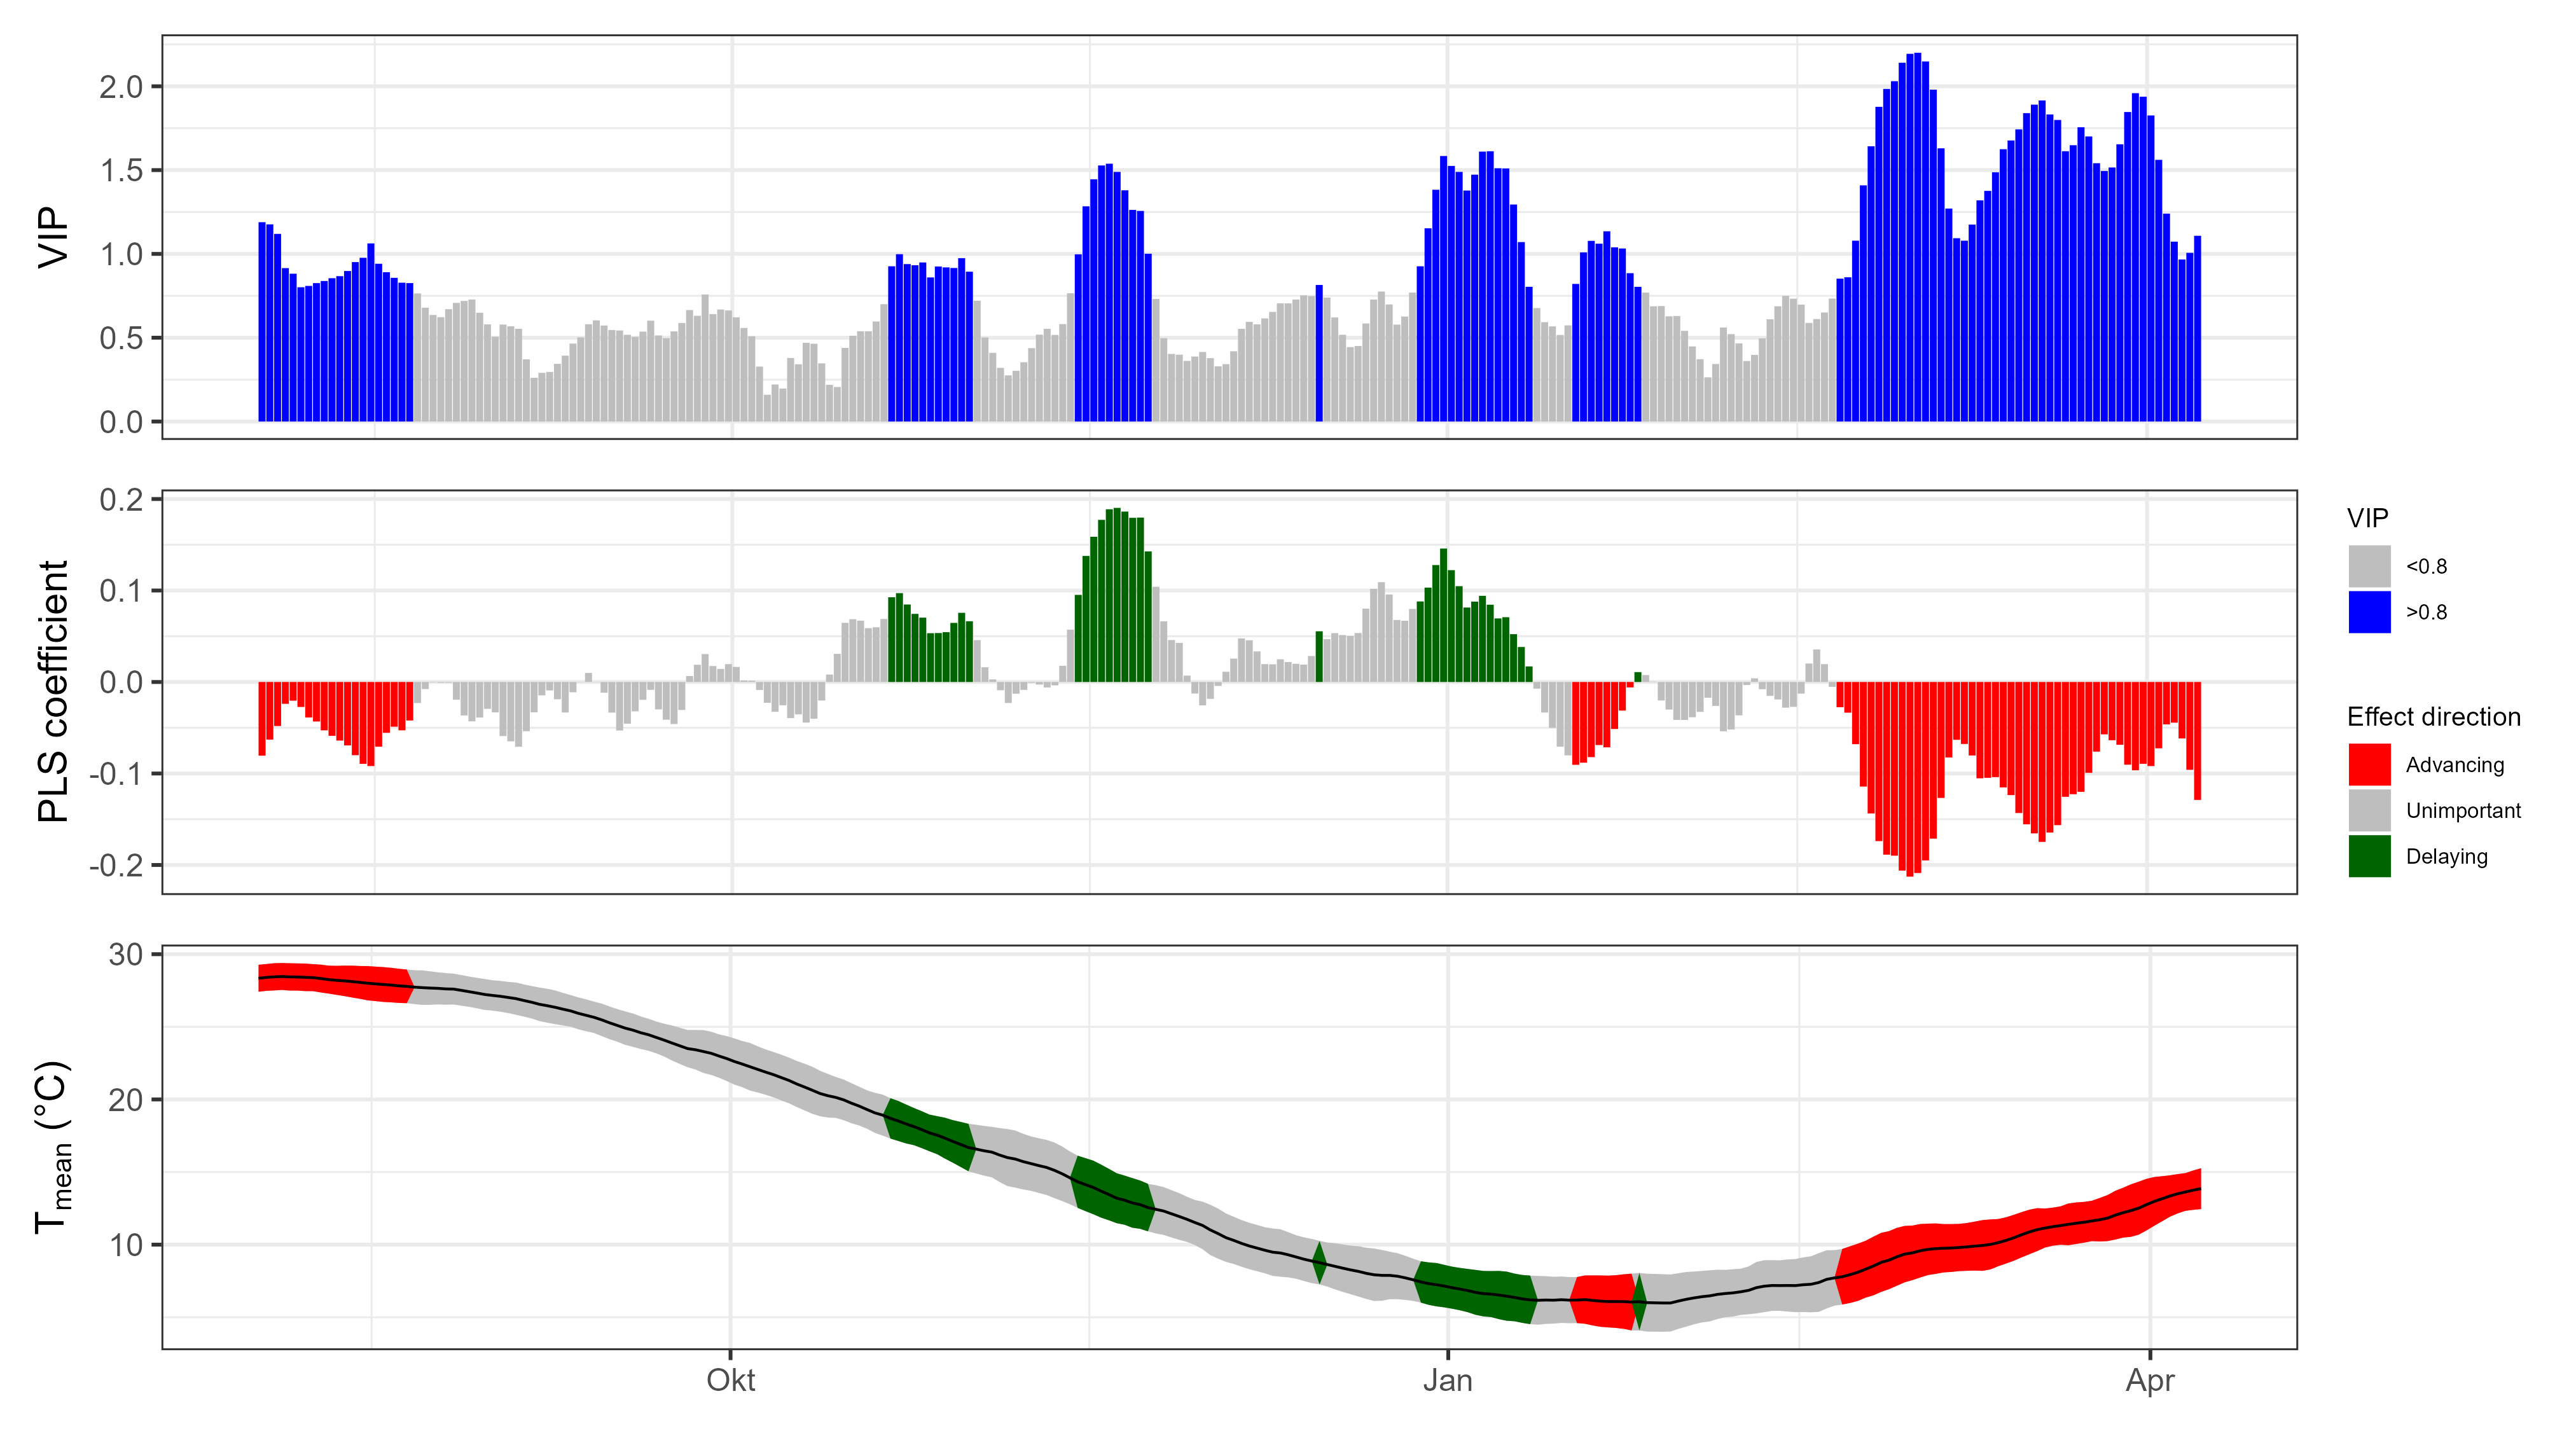 VIP
2.0
1.5
1.0
0.5
0.0
PLS coefficient
0.2
0.1
0.0
-0.1
-0.2
VIP
<0.8
>0.8
Effect direction
Advancing
Unimportant
Delaying
Tmean (°C)
30
20
10
Okt
Jan
Apr